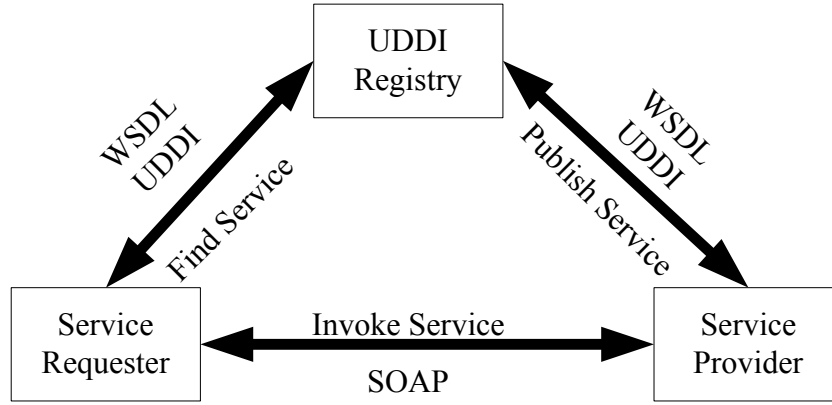 UDDI
Registry
WSDL
UDDI
Find Service
WSDL
UDDI
Publish Service
Service
Requester
Invoke Service
SOAP
Service
Provider